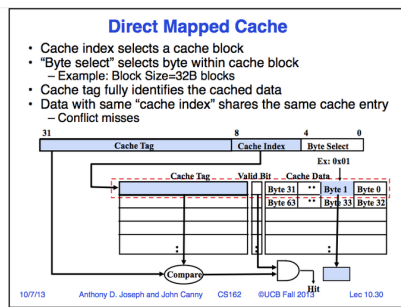 Direct Mapped Cache
• Cache index selects a cache block
• “Byte select” selects byte within cache block
– Example: Block Size=32B blocks
• Cache tag fully identifies the cached data
• Data with same “cache index” shares the same cache entry
– Conflict misses
31 8 4 0
Cache Tag Cache Index Byte Select
Ex: 0x01
Cache Tag Valid Bit Cache Data
Byte 31 •• Byte 1 Byte 0
Byte 63 •• Byte 33 Byte 32
: : :
Compare
Hit
10/7/13 Anthony D. Joseph and John Canny CS162 ©UCB Fall 2013 Lec 10.30